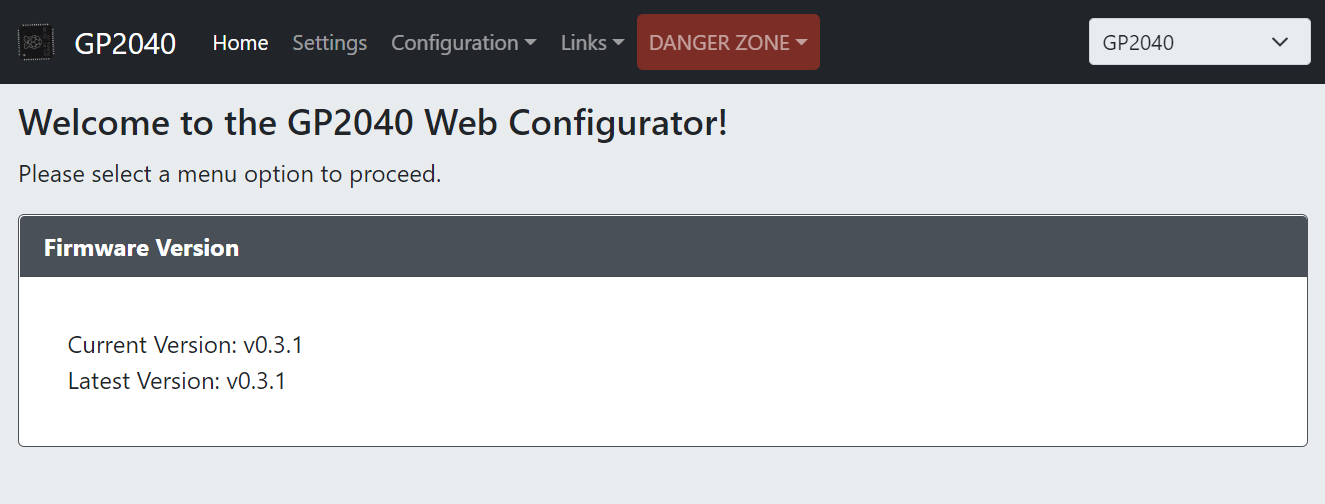 GP2040 Home Settings Configuration Links DANGER ZONE GP2040
Welcome to the GP2040 Web Configurator!
Please select a menu option to proceed.
Firmware Version
Current Version: v0.3.1
Latest Version: v0.3.1